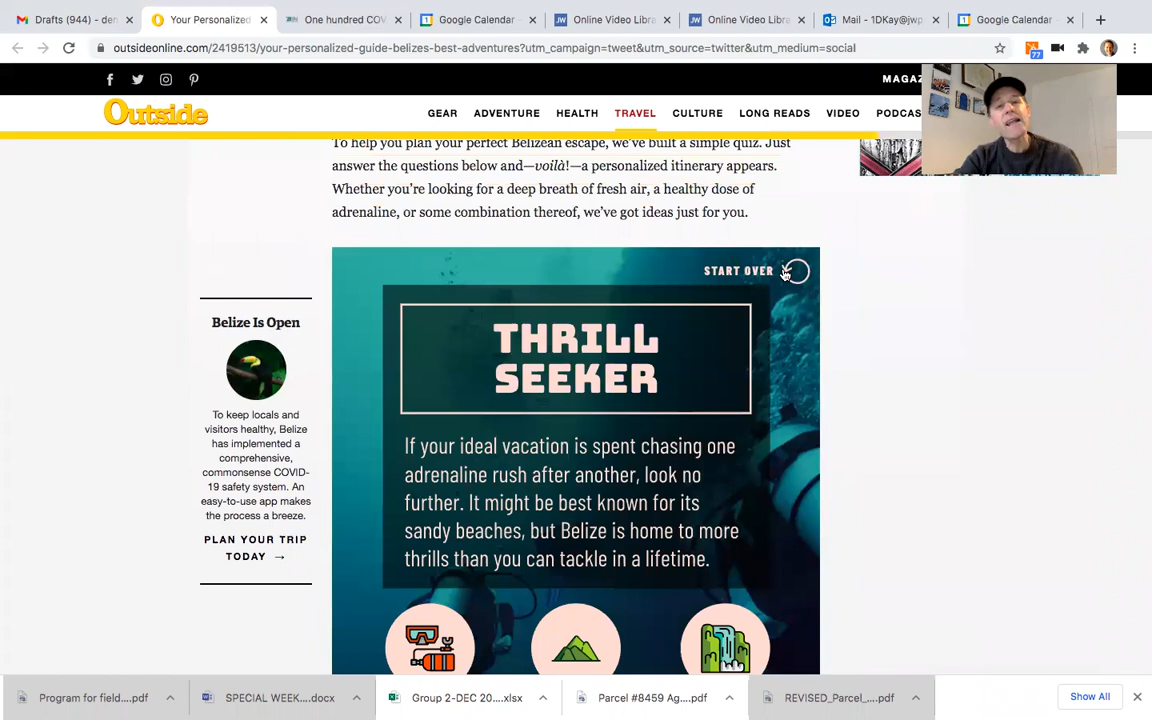 Drafts (944) - den
Your Personalized
One hundred COV
Google Calendar -
Online Video Libra
Online Video Libra
Mail - 1DKay@jwp
Google Calendar -
outsideonline.com/2419513/your-personalized-guide-belizes-best-adventures?utm_campaign=tweet&utm_source=twitter&utm_medium=social
77
MAGAZ
Outside
GEAR ADVENTURE HEALTH TRAVEL CULTURE LONG READS VIDEO PODCAS
To help you plan your perfect Belizean escape, we've built a simple quiz. Just
answer the questions below and—voilà!—a personalized itinerary appears.
Whether you're looking for a deep breath of fresh air, a healthy dose of
adrenaline, or some combination thereof, we've got ideas just for you.
START OVER
THRILL
SEEKER
If your ideal vacation is spent chasing one
adrenaline rush after another, look no
further. It might be best known for its
sandy beaches, but Belize is home to more
thrills than you can tackle in a lifetime.
Belize Is Open
To keep locals and
visitors healthy, Belize
has implemented a
comprehensive,
commonsense COVID-
19 safety system. An
easy-to-use app makes
the process a breeze.
PLAN YOUR TRIP
TODAY →
Program for field....pdf
SPECIAL WEEK....docx
Group 2-DEC 20....xlsx
Parcel #8459 Ag....pdf
REVISED_Parcel_....pdf
Show All